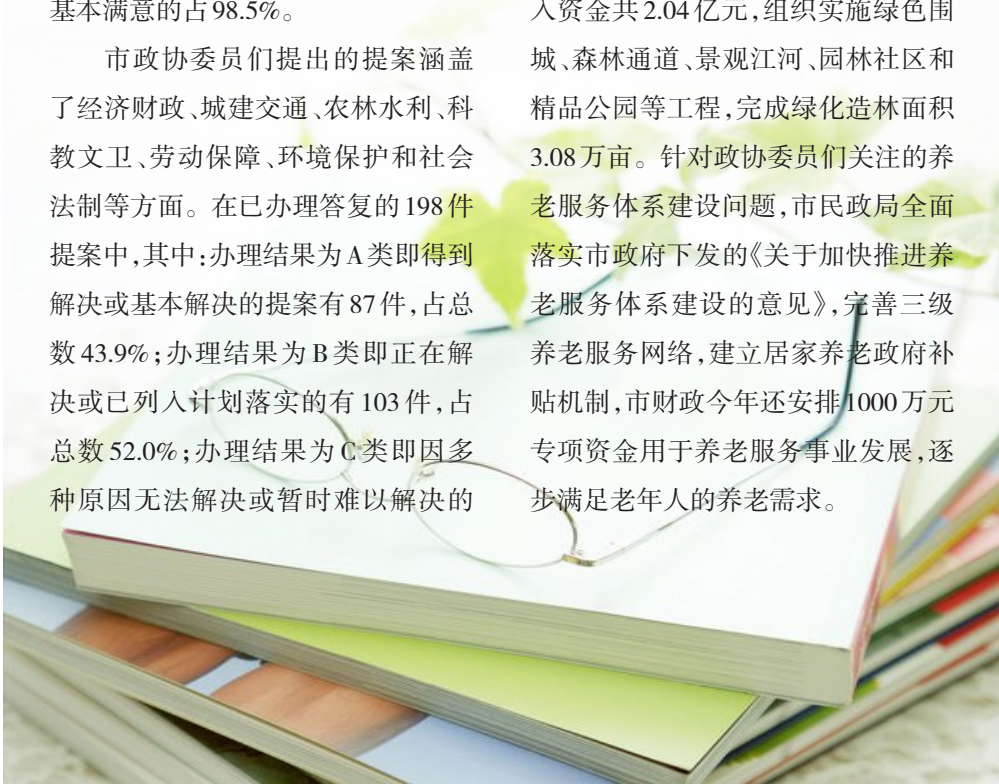 基本满意的占98.5%。
市政协委员们提出的提案涵盖
了经济财政、城建交通、农林水利、科
教文卫、劳动保障、环境保护和社会
法制等方面。在已办理答复的198件
提案中,其中:办理结果为A类即得到
解决或基本解决的提案有87件,占总
数43.9%;办理结果为B类即正在解
决或已列入计划落实的有103件,占
总数52.0%;办理结果为C类即因多
种原因无法解决或暂时难以解决的
入资金共2.04亿元,组织实施绿色围
城、森林通道、景观江河、园林社区和
精品公园等工程,完成绿化造林面积
3.08万亩。针对政协委员们关注的养
老服务体系建设问题,市民政局全面
落实市政府下发的《关于加快推进养
老服务体系建设的意见》,完善三级
养老服务网络,建立居家养老政府补
贴机制,市财政今年还安排1000万元
专项资金用于养老服务事业发展,逐
步满足老年人的养老需求。